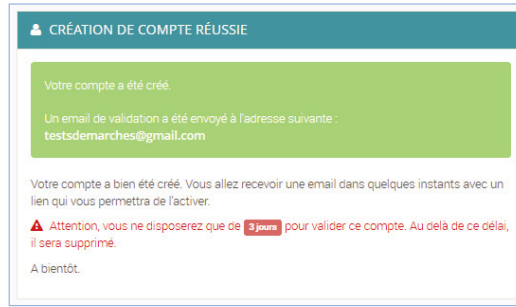 CRÉATION DE COMPTE RÉUSSIE
Votre compte a été créé.
Un email de validation a été envoyé à l'adresse suivante :
testsdemarches@gmail.com
Votre compte a bien été créé. Vous allez recevoir une email dans quelques instants avec un
lien qui vous permettra de l'activer.
Attention, vous ne disposerez que de 3 jours pour valider ce compte. Au delà de ce délai,
il sera supprimé.
A bientôt.